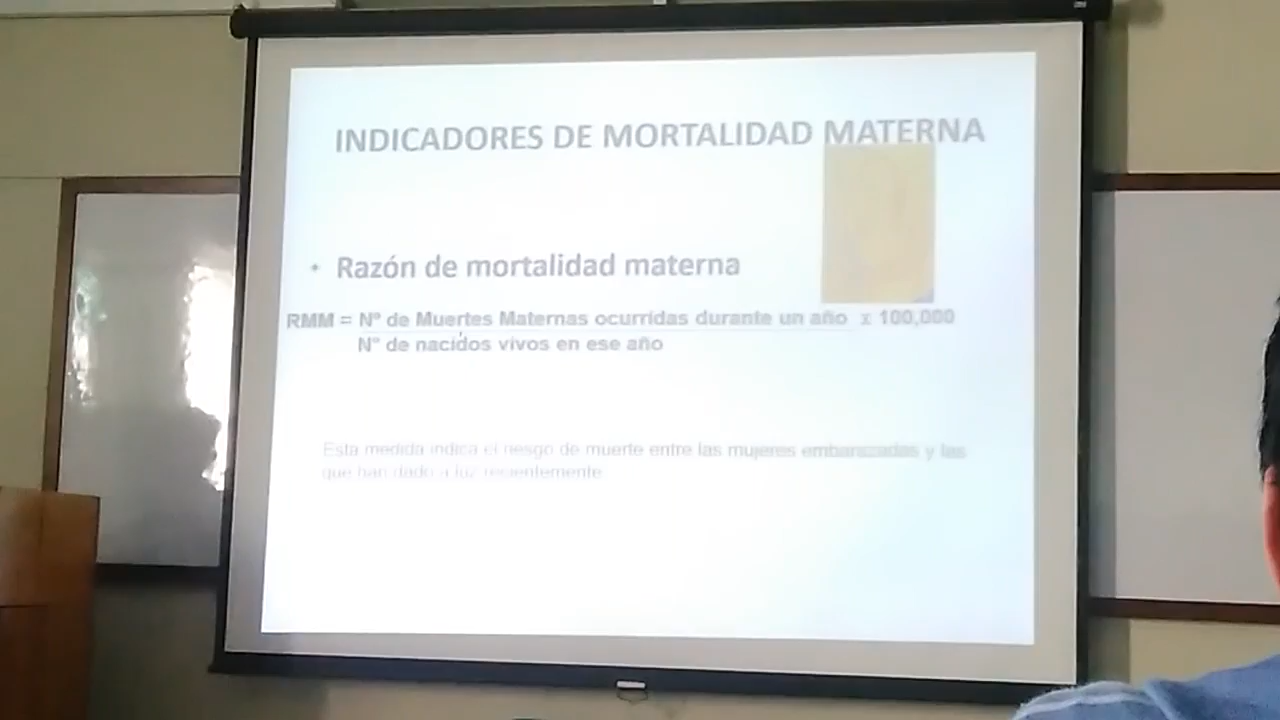 INDICADORES DE MORTALIDAD MATERNA
• Razón de mortalidad materna
RMM = N° de Muertes Maternas ocurridas durante un año x 100,000
N° de nacidos vivos en ese año
Esta medida indica el riesgo de muerte entre las mujeres embarazadas y las
que han dado a luz recientemente